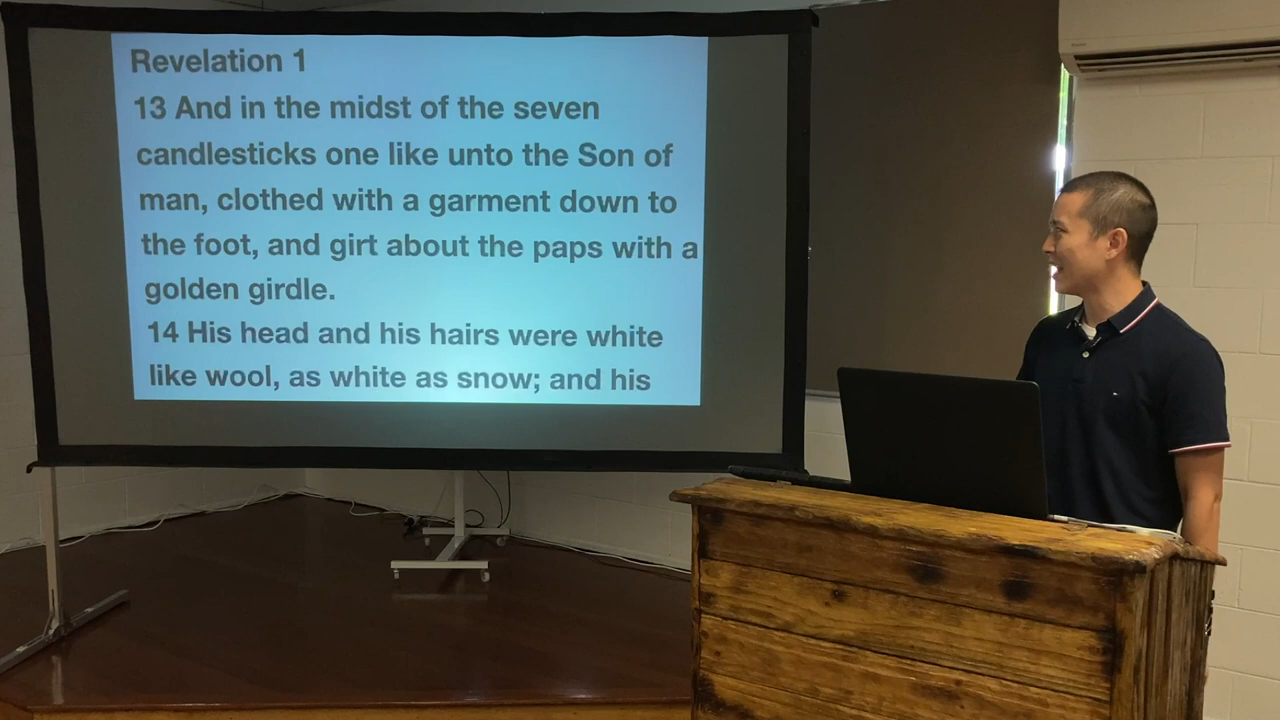 Revelation 1
13 And in the midst of the seven
candlesticks one like unto the Son of
man, clothed with a garment down to
the foot, and girt about the paps with a
golden girdle.
14 His head and his hairs were white
like wool, as white as snow; and his